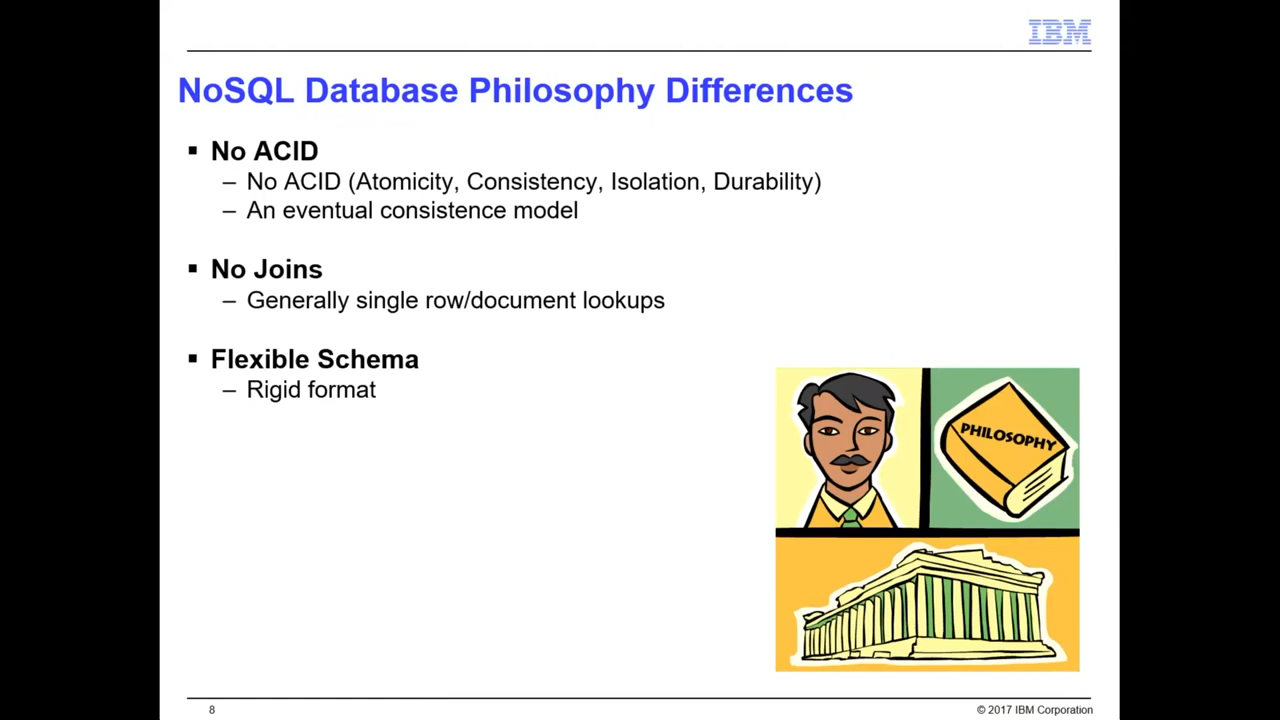 IBM
NoSQL Database Philosophy Differences
▪ No ACID
– No ACID (Atomicity, Consistency, Isolation, Durability)
– An eventual consistence model
▪ No Joins
– Generally single row/document lookups
▪ Flexible Schema
– Rigid format
PHILOSOPHY
8
© 2017 IBM Corporation